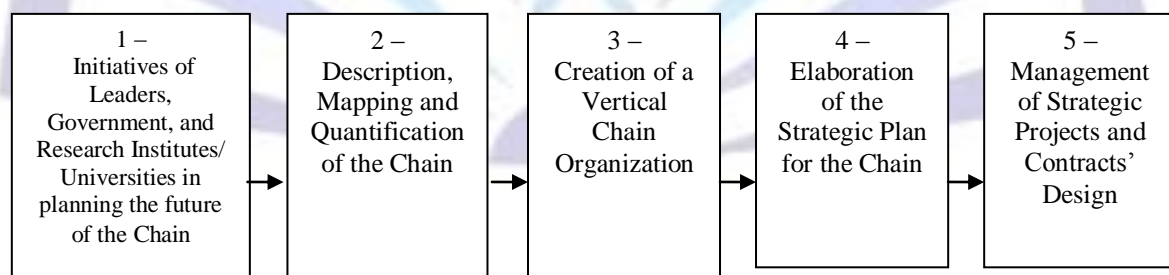 1 –
Initiatives of
Leaders,
Government, and
Research Institutes/
Universities in
planning the future
of the Chain
2 –
Description,
Mapping and
Quantification
of the Chain
3 –
Creation of a
Vertical
Chain
Organization
4 –
Elaboration
of the
Strategic Plan
for the Chain
5 –
Management
of Strategic
Projects and
Contracts’
Design